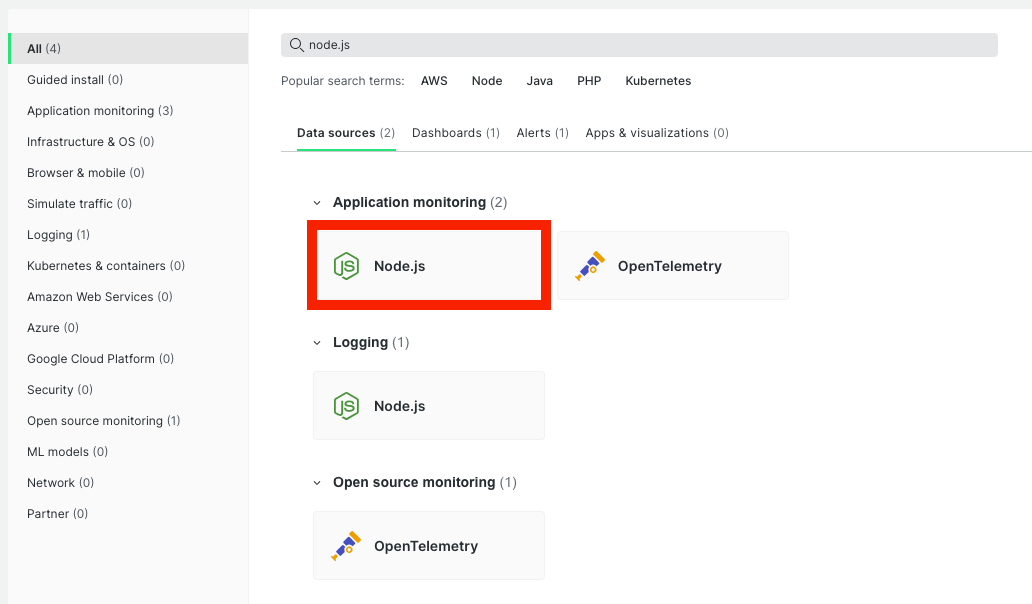 All (4)
Guided install (0)
Application monitoring (3)
Infrastructure & OS (0)
Browser & mobile (0)
Simulate traffic (0)
Logging (1)
Kubernetes & containers (0)
Amazon Web Services (0)
Azure (0)
Google Cloud Platform (0)
Security (0)
Open source monitoring (1)
ML models (0)
Network (0)
Partner (0)
node.js
Popular search terms: AWS Node Java PHP Kubernetes
Data sources (2) Dashboards (1) Alerts (1) Apps & visualizations (0)
Application monitoring (2)
JS Node.js OpenTelemetry
Logging (1)
JS Node.js
Open source monitoring (1)
OpenTelemetry